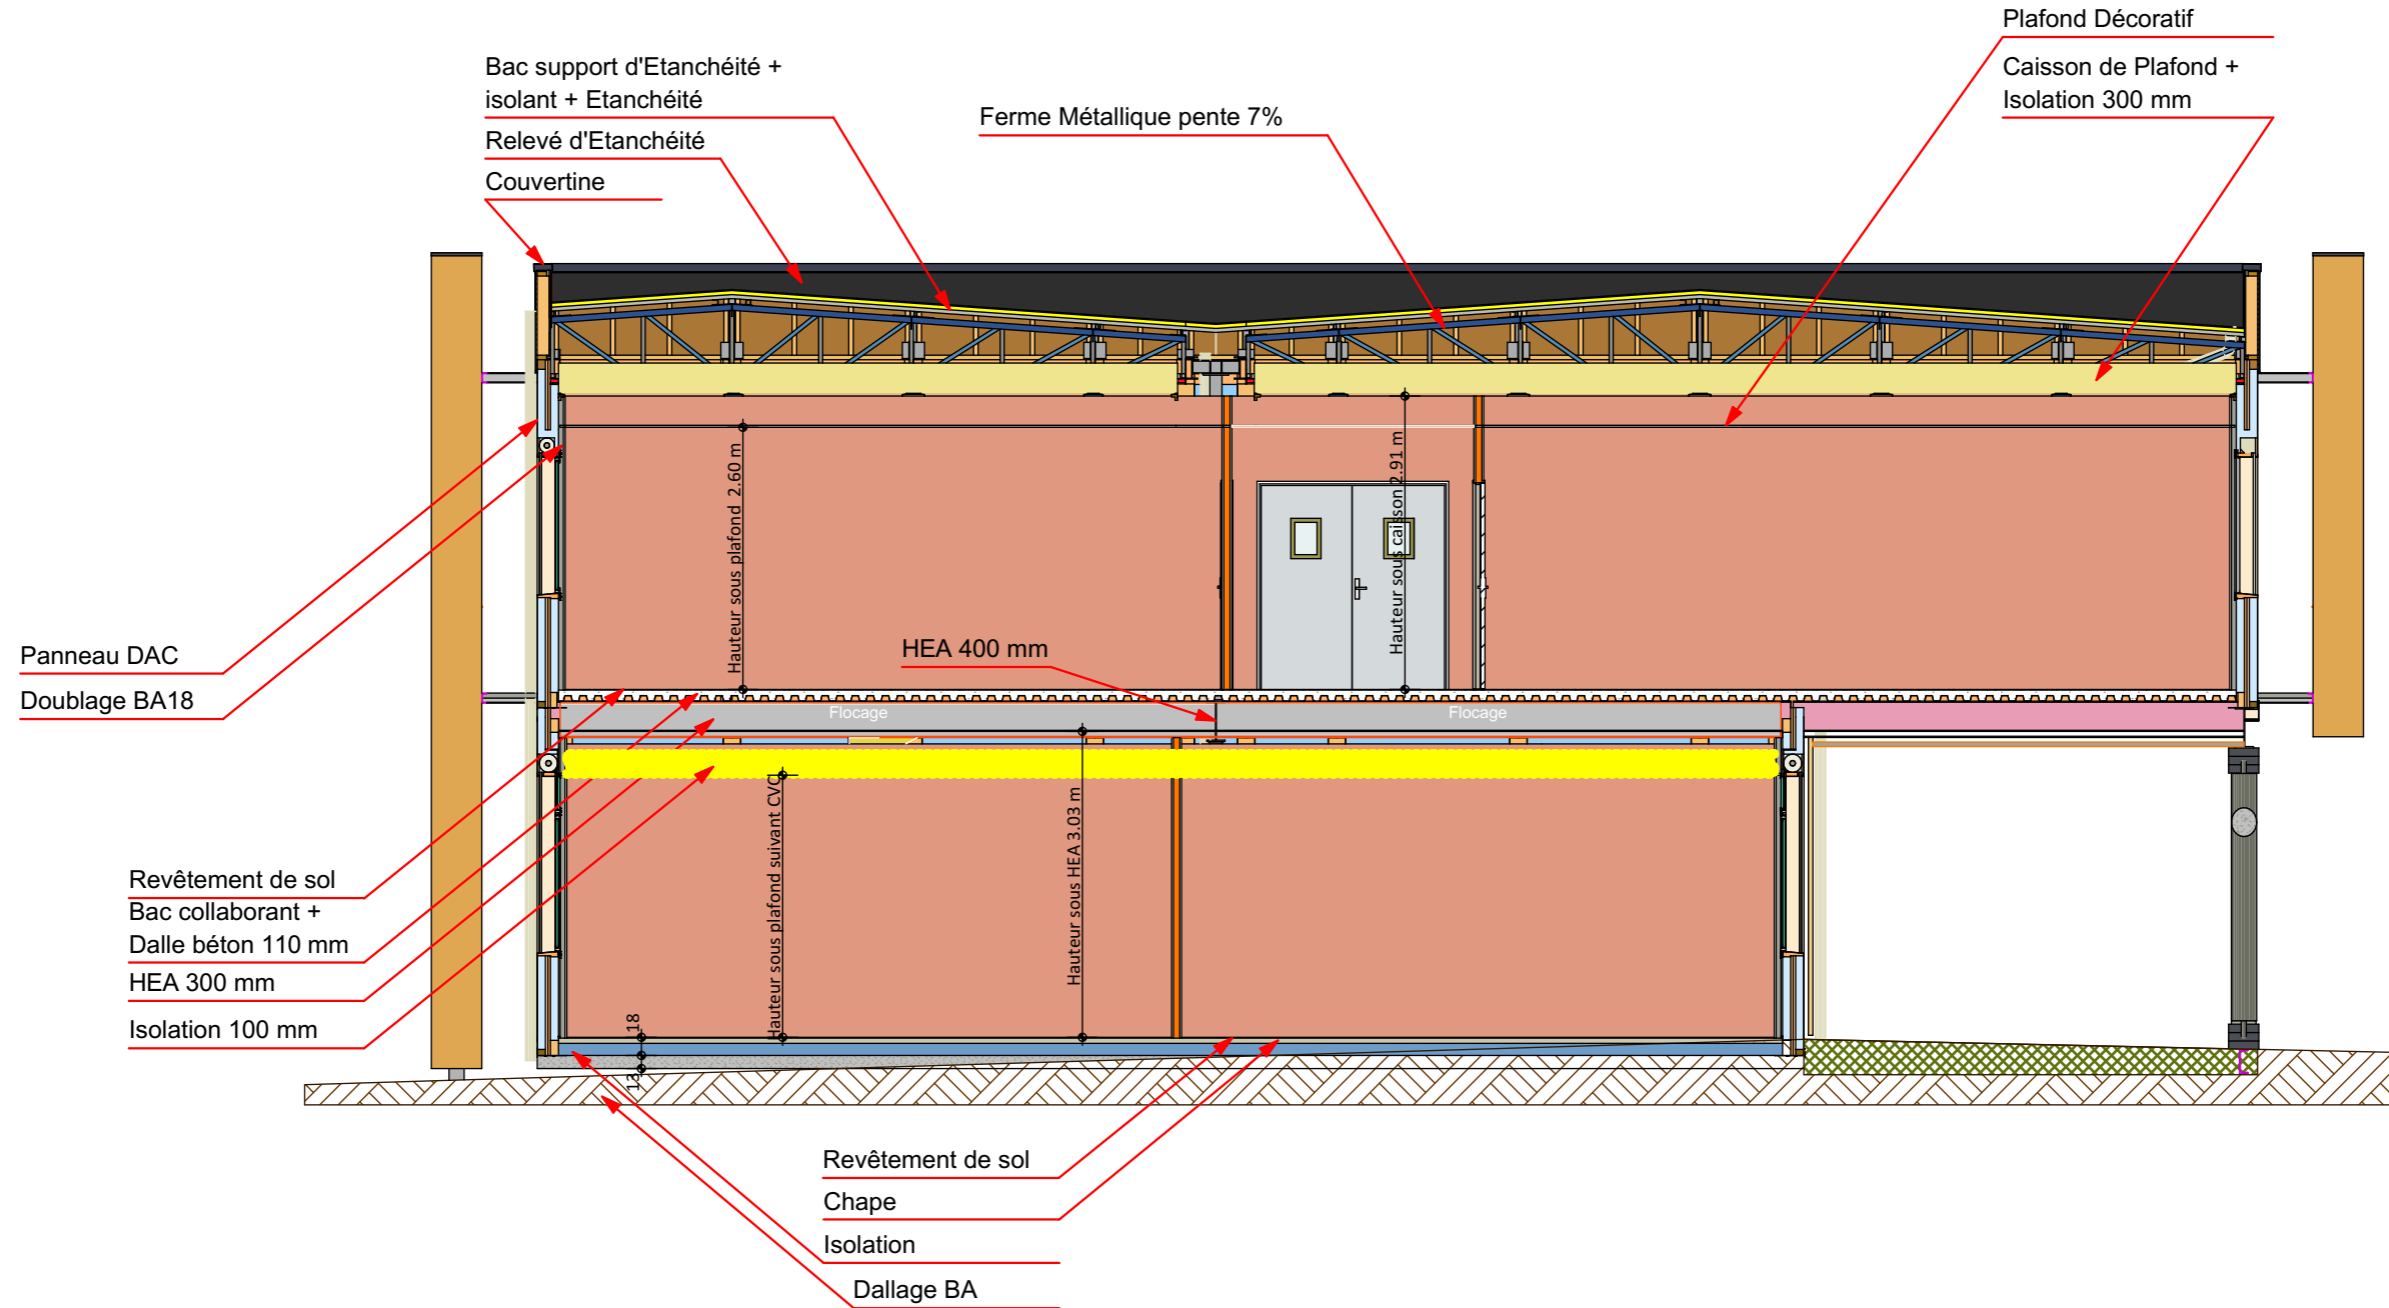 Plafond Décoratif
Bac support d'Etanchéité +
isolant + Etanchéité
Caisson de Plafond +
Isolation 300 mm
Ferme Métallique pente 7%
Relevé d'Etanchéité
Couvertine
Hauteur sous plafond  2.60 m
Hauteur sous caisson 2.91 m
Panneau DAC
Doublage BA18
HEA 400 mm
Flocage
Flocage
Hauteur sous plafond suivant CVC
Hauteur sous HEA 3.03 m
Revêtement de sol
Bac collaborant +
Dalle béton 110 mm
HEA 300 mm
Isolation 100 mm
18
13
Revêtement de sol
Chape
Isolation
Dallage BA